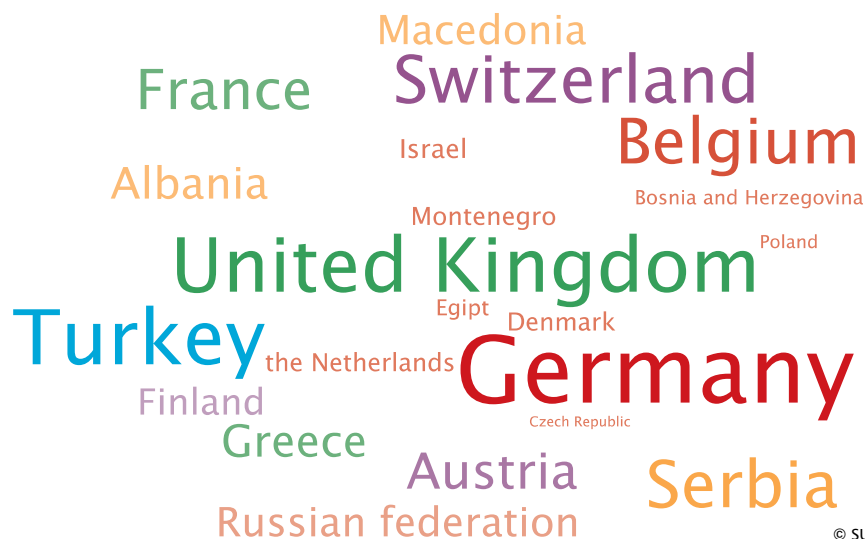 Macedonia
Switzerland
France
Belgium
Israel
Albania
Bosnia and Herzegovina
Montenegro
Poland
United Kingdom
Egipt
Denmark
Turkey
the Netherlands
Germany
Finland
Czech Republic
Greece
Austria
Serbia
Russian federation
©